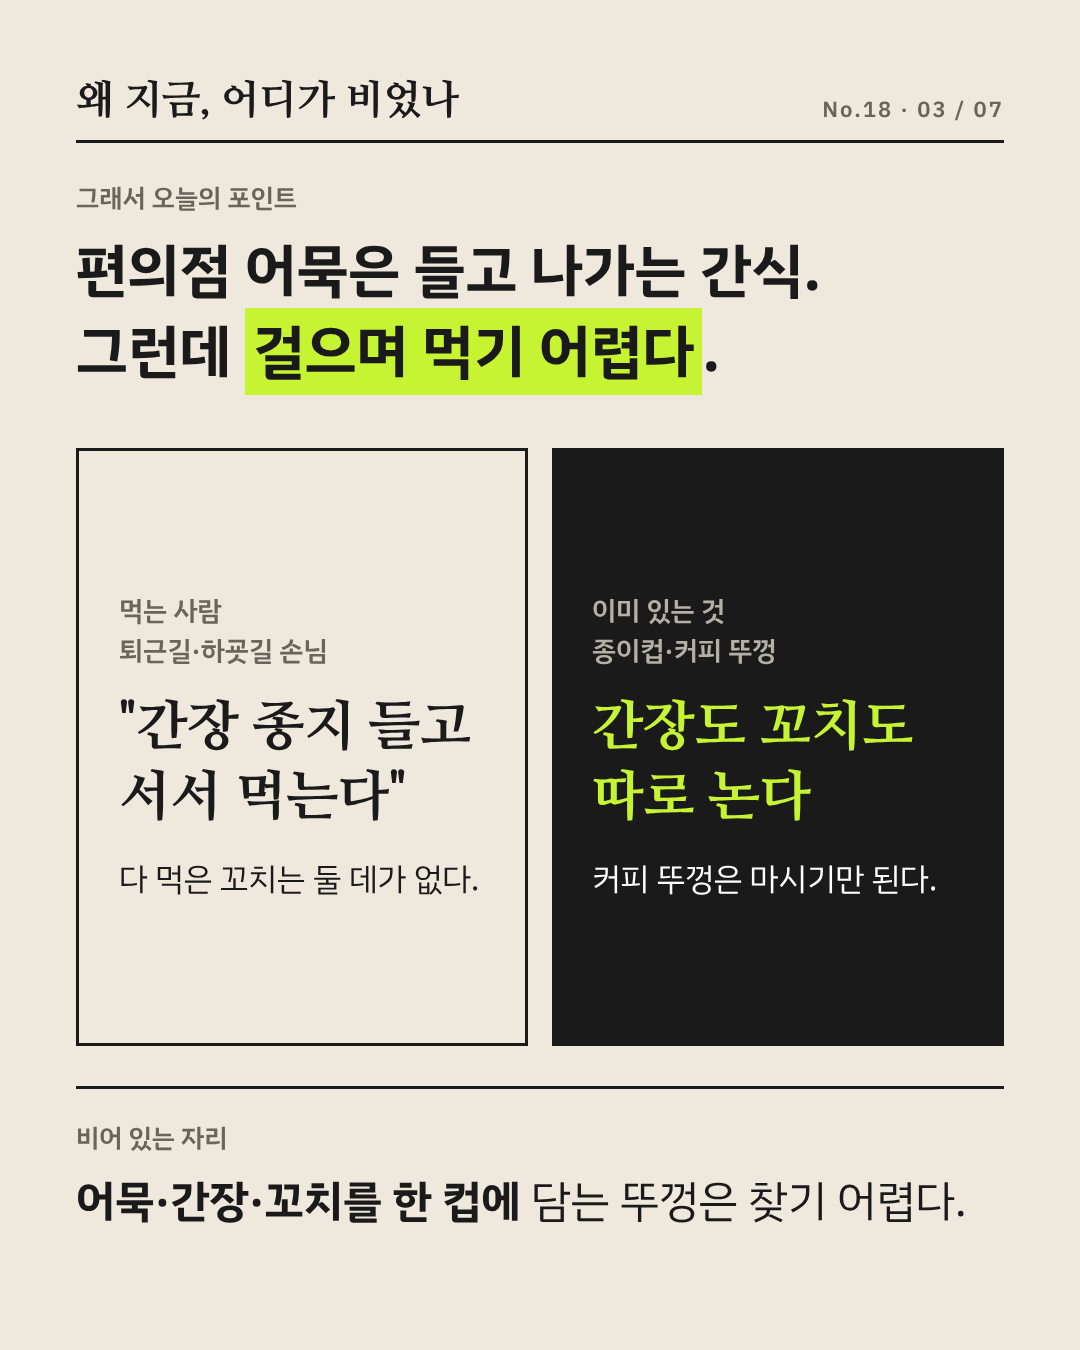 왜 지금, 어디가 비었나
No.18 · 03 / 07
그래서 오늘의 포인트
편의점 어묵은 들고 나가는 간식.
그런데 걸으며 먹기 어렵다.
먹는 사람
퇴근길·하굣길 손님
"간장 종지 들고
서서 먹는다"
다 먹은 꼬치는 둘 데가 없다.
이미 있는 것
종이컵·커피 뚜껑
간장도 꼬치도
따로 논다
커피 뚜껑은 마시기만 된다.
비어 있는 자리
어묵·간장·꼬치를 한 컵에 담는 뚜껑은 찾기 어렵다.